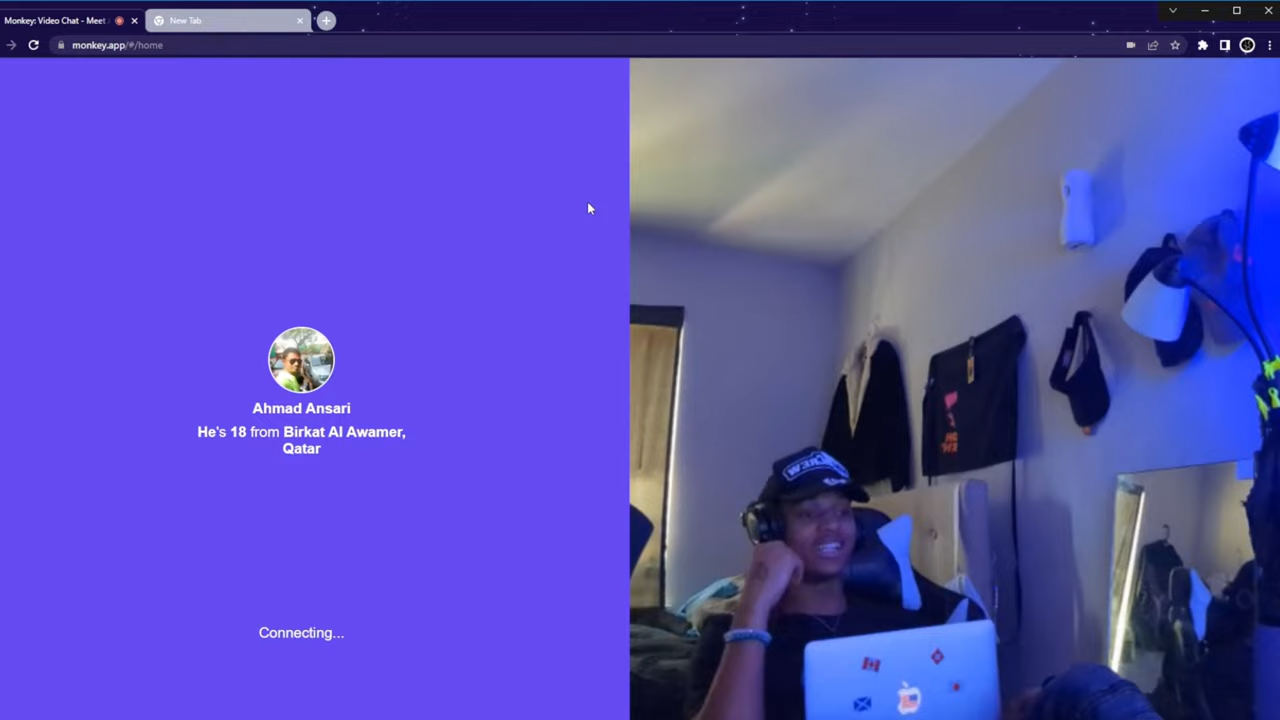 Monkey: Video Chat - Meet
New Tab
monkey.app/#/home
Ahmad Ansari
He's 18 from Birkat Al Awamer,
Qatar
Connecting...